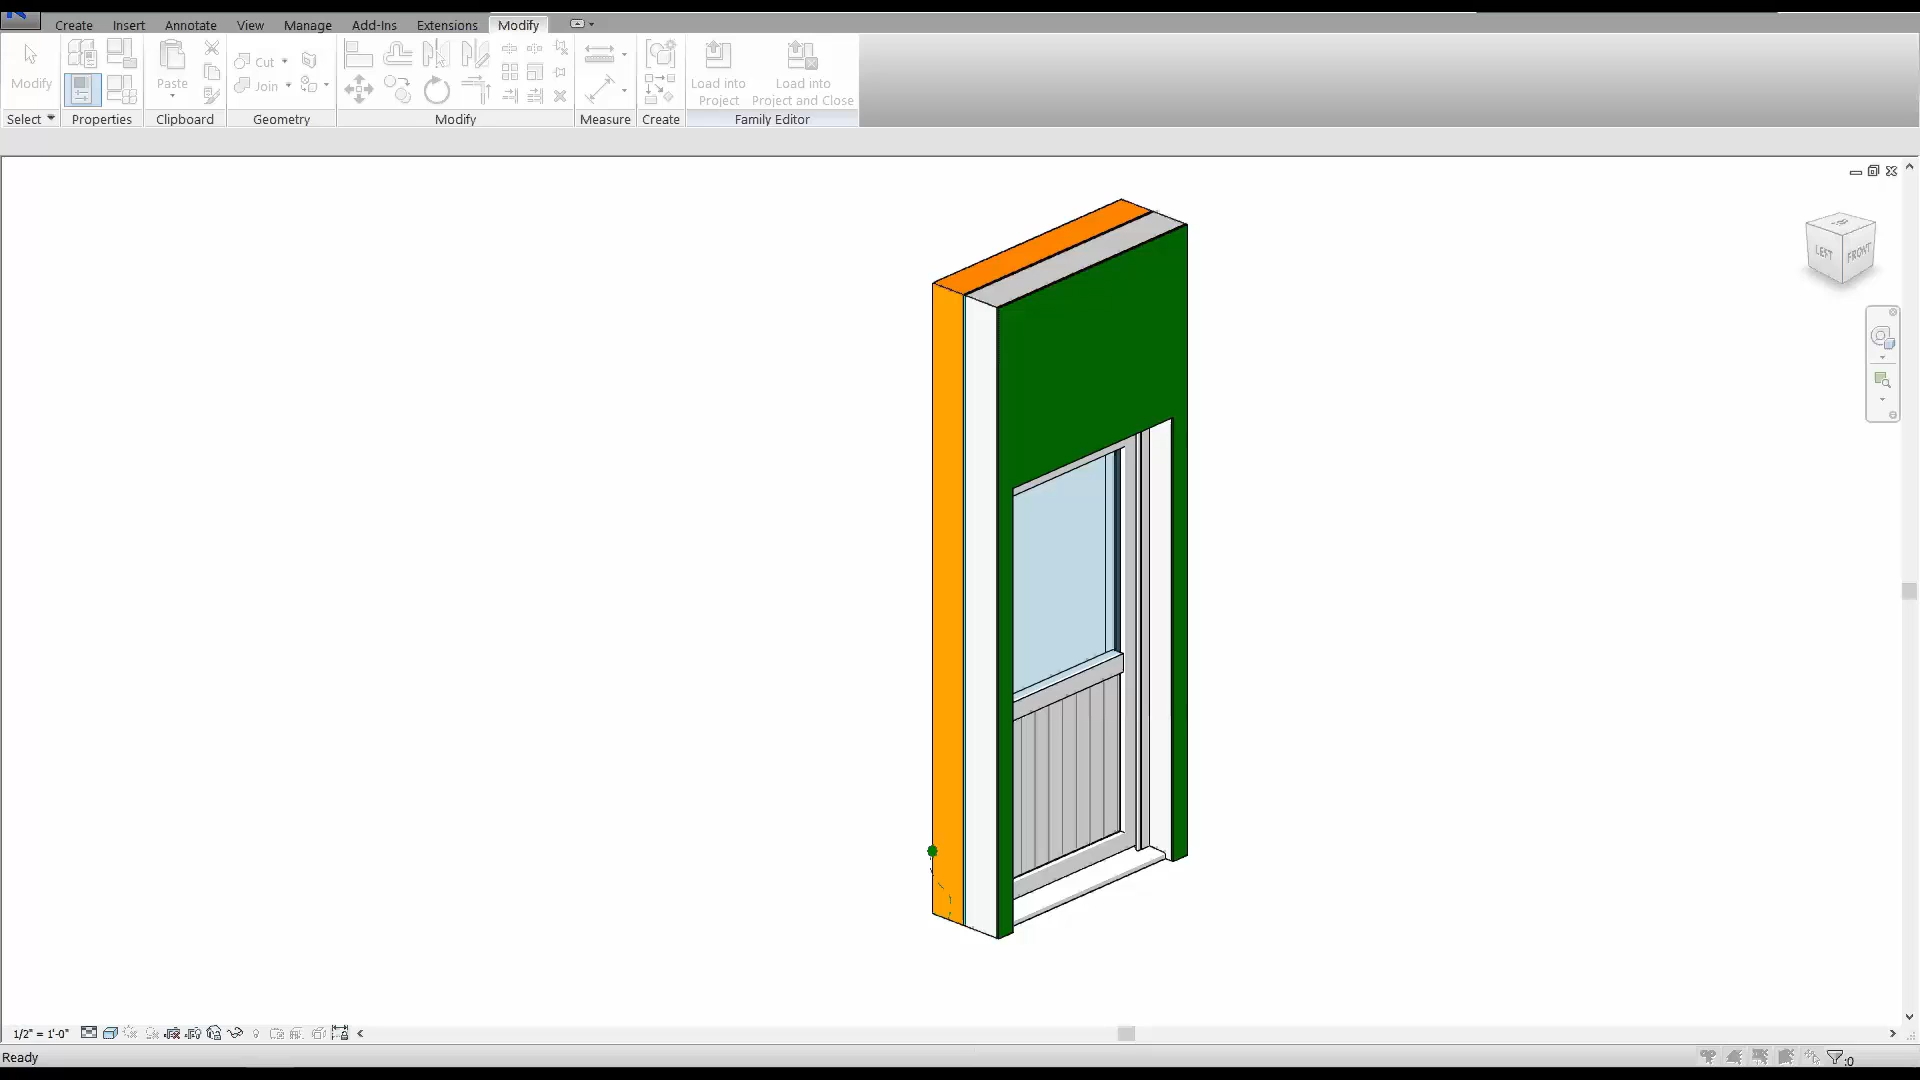 Create Insert Annotate View Manage Add-Ins Extensions Modify
Modify
Paste
Cut
Join
Load into
Project
Load into
Project and Close
Select Properties Clipboard Geometry Modify Measure Create Family Editor
LEFT FRONT
1/2" = 1'-0"
Ready
:0